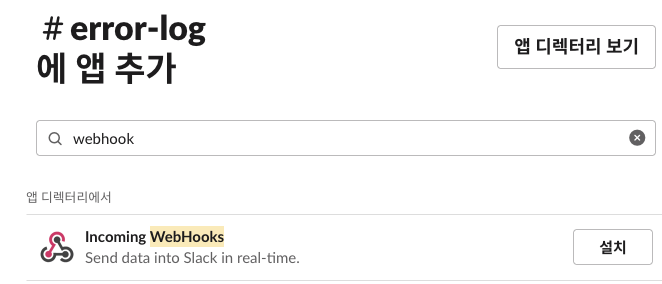 # error-log
에 앱 추가
앱 디렉터리 보기
webhook
앱 디렉터리에서
Incoming WebHooks
Send data into Slack in real-time.
설치